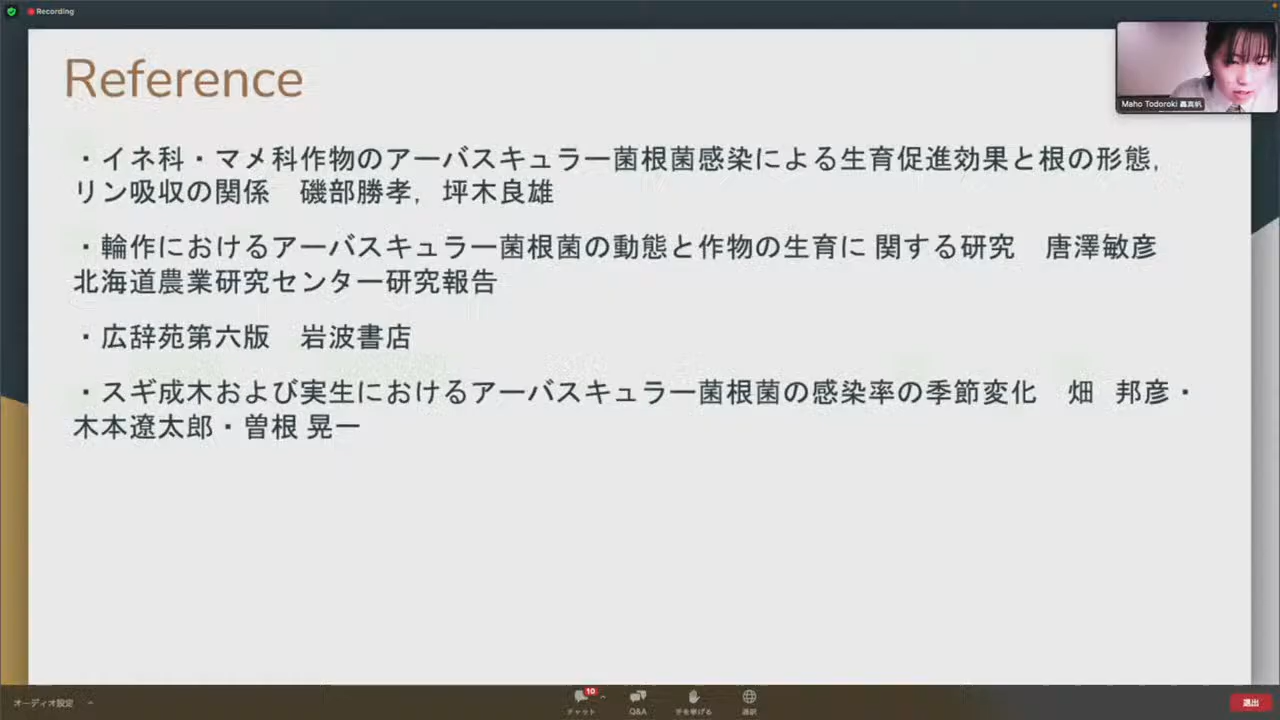 Recording
Reference
・イネ科・マメ科作物のアーバスキュラー菌根菌感染による生育促進効果と根の形態,
リン吸収の関係　磯部勝孝, 坪木良雄
・輪作におけるアーバスキュラー菌根菌の動態と作物の生育に 関する研究　唐澤敏彦
北海道農業研究センター研究報告
・広辞苑第六版　岩波書店
・スギ成木および実生におけるアーバスキュラー菌根菌の感染率の季節変化　畑　邦彦・
木本遼太郎・曽根 晃一
Maho Todoroki 轟真帆
オーディオ設定
10
チャット
Q&A
手を挙げる
通訳
退出